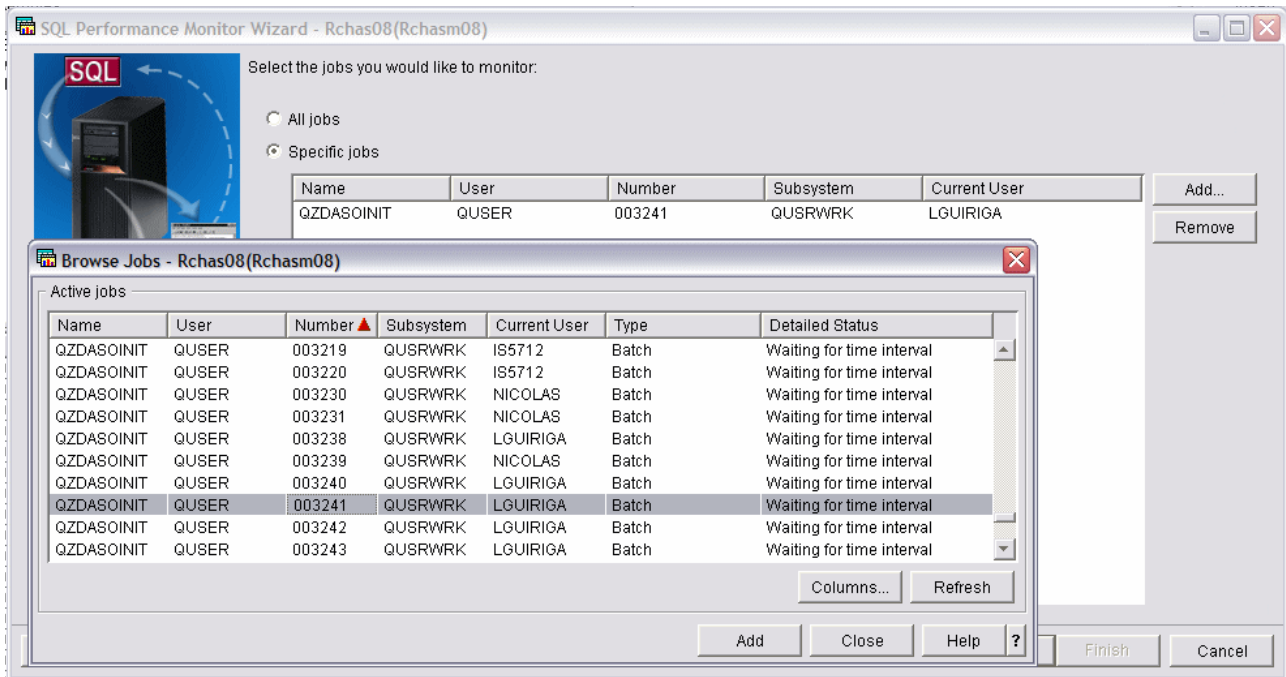 SQL Performance Monitor Wizard - Rchas08(Rchasm08)
SQL
Select the jobs you would like to monitor:
All jobs
Specific jobs
Name User Number Subsystem Current User
QZDASOINIT QUSER 003241 QUSRWRK LGUIRIGA
Add...
Remove
Browse Jobs - Rchas08(Rchasm08)
Active jobs
Name User Number Subsystem Current User Type Detailed Status
QZDASOINIT QUSER 003219 QUSRWRK IS5712 Batch Waiting for time interval
QZDASOINIT QUSER 003220 QUSRWRK IS5712 Batch Waiting for time interval
QZDASOINIT QUSER 003230 QUSRWRK NICOLAS Batch Waiting for time interval
QZDASOINIT QUSER 003231 QUSRWRK NICOLAS Batch Waiting for time interval
QZDASOINIT QUSER 003238 QUSRWRK LGUIRIGA Batch Waiting for time interval
QZDASOINIT QUSER 003239 QUSRWRK NICOLAS Batch Waiting for time interval
QZDASOINIT QUSER 003240 QUSRWRK LGUIRIGA Batch Waiting for time interval
QZDASOINIT QUSER 003241 QUSRWRK LGUIRIGA Batch Waiting for time interval
QZDASOINIT QUSER 003242 QUSRWRK LGUIRIGA Batch Waiting for time interval
QZDASOINIT QUSER 003243 QUSRWRK LGUIRIGA Batch Waiting for time interval
Columns... Refresh
Add Close Help ?
Finish Cancel